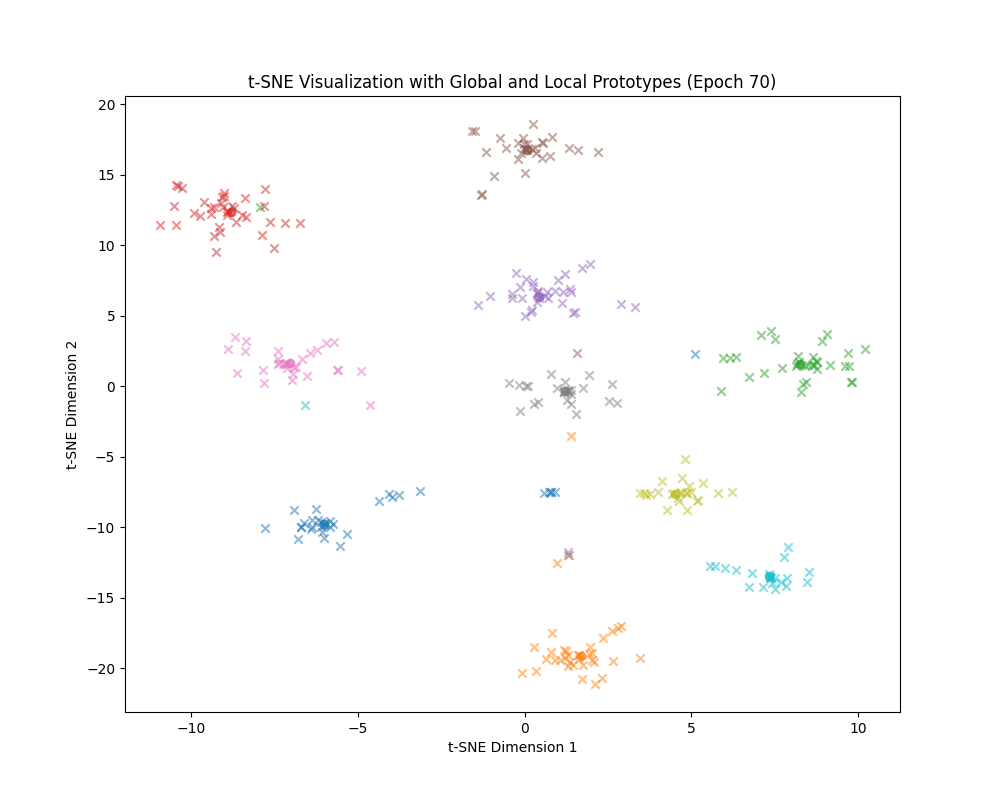 t-SNE Visualization with Global and Local Prototypes (Epoch 70)
20
15
10
5
0
−5
−10
−15
−20
t-SNE Dimension 2
−10 −5 0 5 10
t-SNE Dimension 1